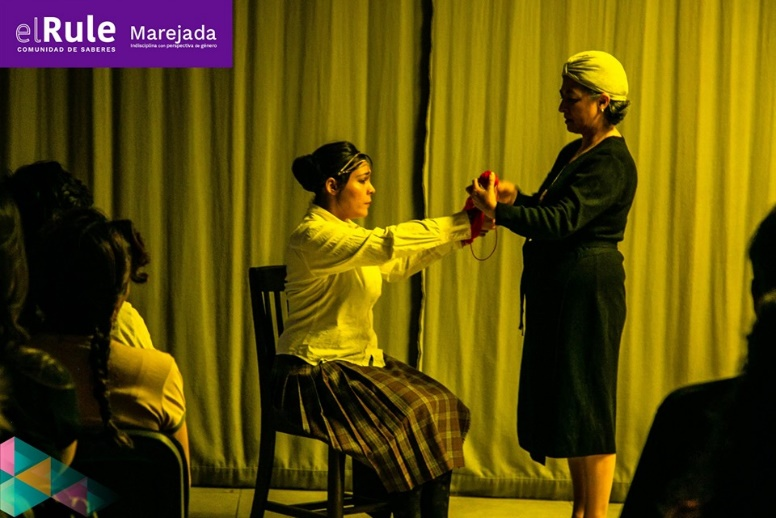 elRule
COMUNIDAD DE SABERES
Marejada
Indisciplina con perspectiva de género